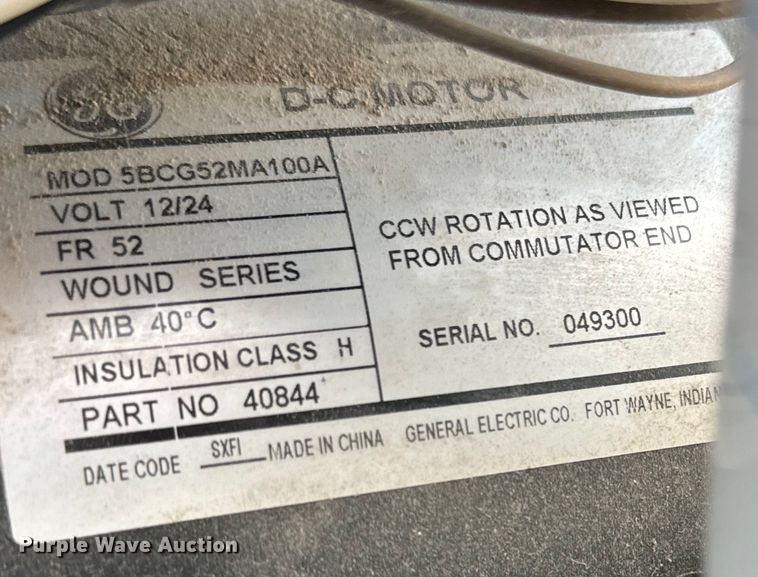 GE
D-C MOTOR
MOD 5BCG52MA100A
VOLT 12/24
FR 52
WOUND SERIES
AMB 40°C
INSULATION CLASS H
PART NO 40844
CCW ROTATION AS VIEWED
FROM COMMUTATOR END
SERIAL NO. 049300
DATE CODE SXFI MADE IN CHINA GENERAL ELECTRIC CO. FORT WAYNE, INDIAN
Purple Wave Auction